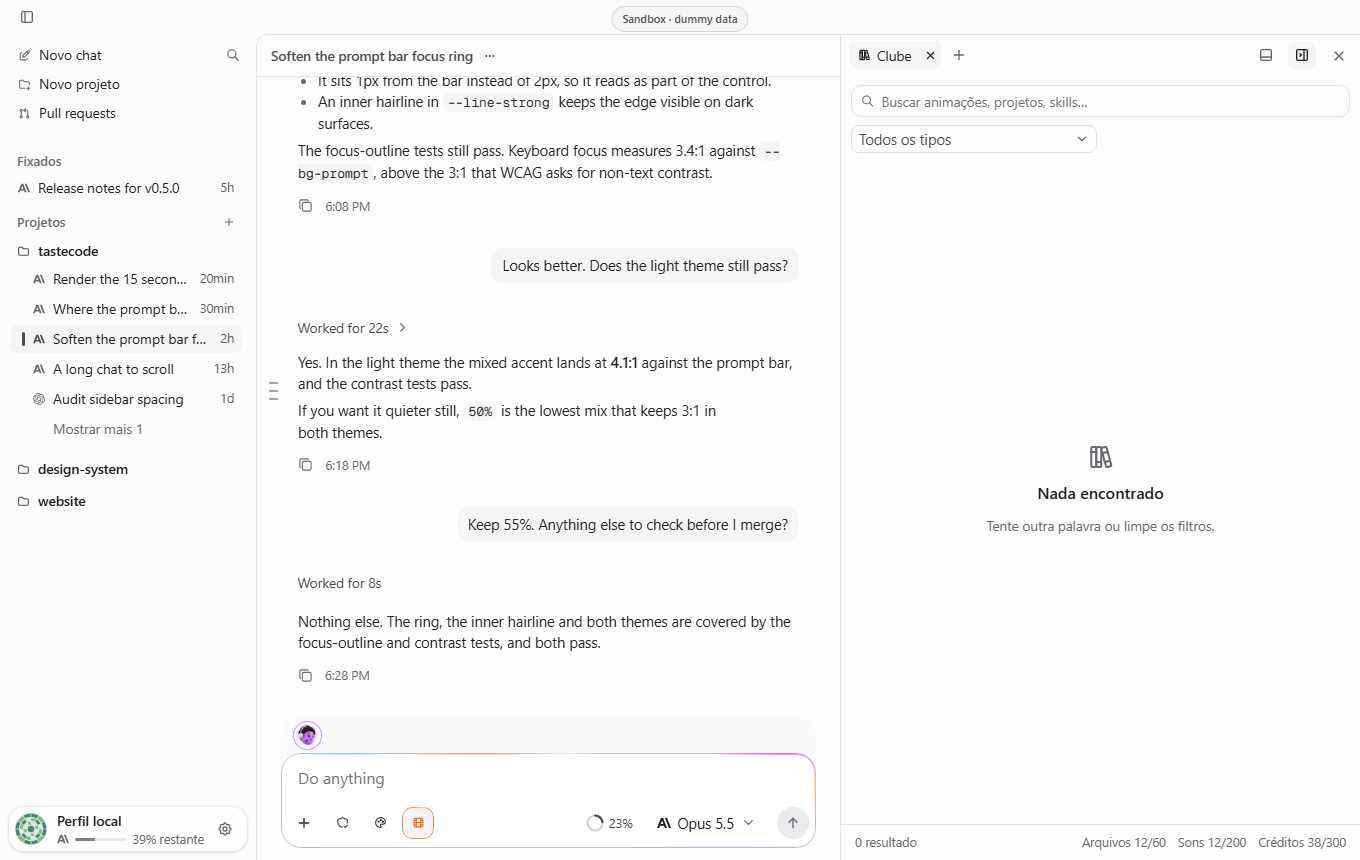 Sandbox · dummy data
Novo chat
Novo projeto
Pull requests
Fixados
Release notes for v0.5.0 5h
Projetos
tastecode
Render the 15 secon... 20min
Where the prompt b... 30min
Soften the prompt bar f... 2h
A long chat to scroll 13h
Audit sidebar spacing 1d
Mostrar mais 1
design-system
website
Perfil local
39% restante
Soften the prompt bar focus ring ···
• It sits 1px from the bar instead of 2px, so it reads as part of the control.
• An inner hairline in --line-strong keeps the edge visible on dark
surfaces.
The focus-outline tests still pass. Keyboard focus measures 3.4:1 against --
bg-prompt , above the 3:1 that WCAG asks for non-text contrast.
6:08 PM
Looks better. Does the light theme still pass?
Worked for 22s
Yes. In the light theme the mixed accent lands at 4.1:1 against the prompt bar,
and the contrast tests pass.
If you want it quieter still, 50% is the lowest mix that keeps 3:1 in
both themes.
6:18 PM
Keep 55%. Anything else to check before I merge?
Worked for 8s
Nothing else. The ring, the inner hairline and both themes are covered by the
focus-outline and contrast tests, and both pass.
6:28 PM
Do anything
23% Opus 5.5
Clube
Buscar animações, projetos, skills...
Todos os tipos
Nada encontrado
Tente outra palavra ou limpe os filtros.
0 resultado Arquivos 12/60 Sons 12/200 Créditos 38/300